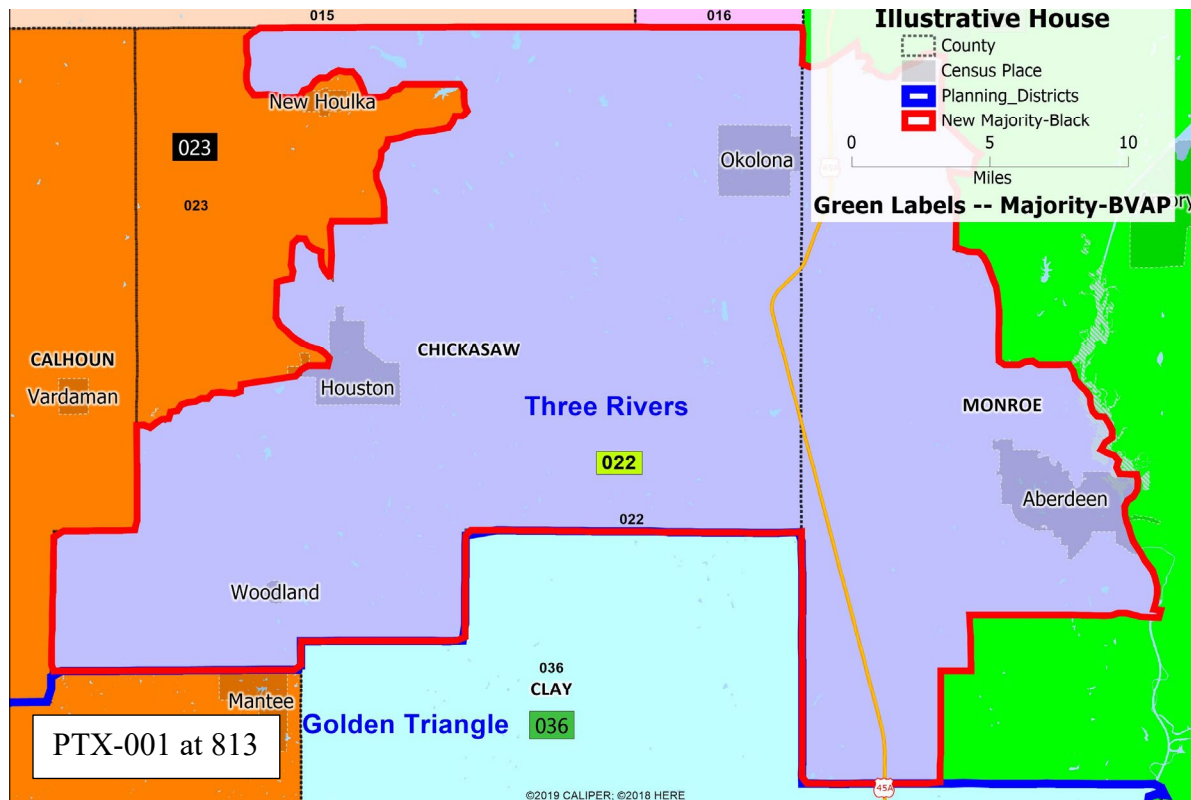 015
016
Illustrative House
County
Census Place
Planning_Districts
New Majority-Black
0 5 10
Miles
Green Labels -- Majority-BVAP
New Houlka
023
Okolona
023
CALHOUN
Vardaman
CHICKASAW
Houston
Three Rivers
MONROE
022
Aberdeen
022
Woodland
036
CLAY
Mantee
Golden Triangle
036
PTX-001 at 813
45A
©2019 CALIPER; ©2018 HERE